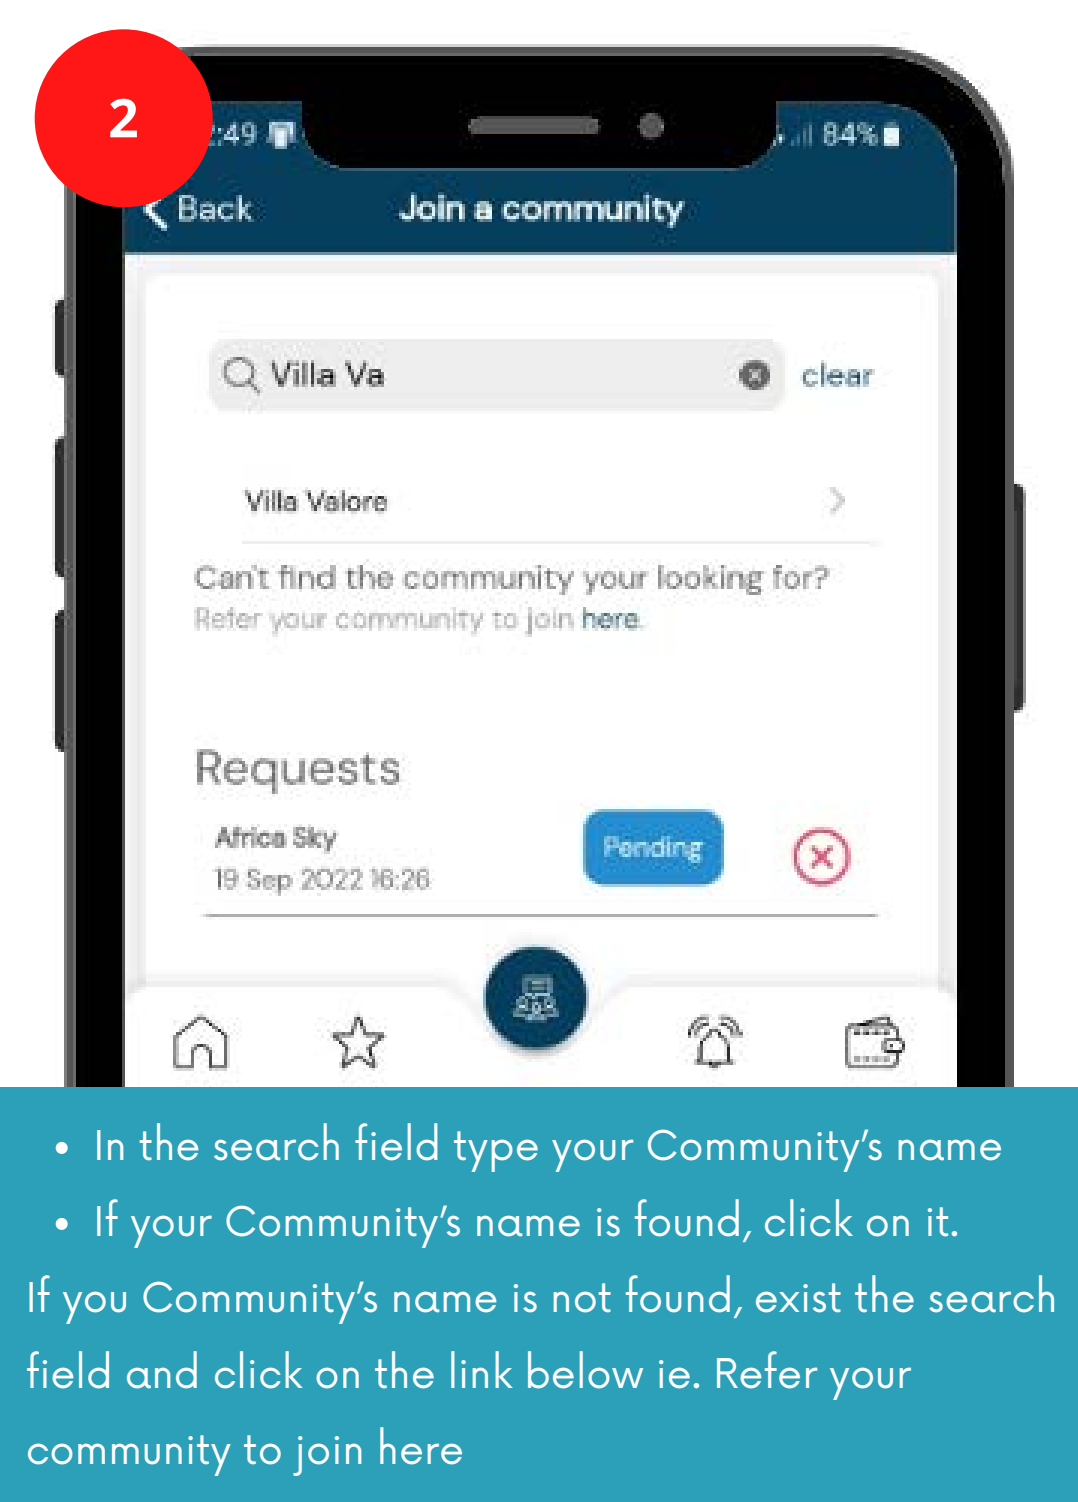 2
:49
84%
Back
Join a community
Villa Va
clear
Villa Valore
Can't find the community your looking for?
Refer your community to join here.
Requests
Africa Sky
Pending
19 Sep 2022 16:26
• In the search field type your Community's name
• If your Community's name is found, click on it.
If you Community's name is not found, exist the search
field and click on the link below ie. Refer your
community to join here